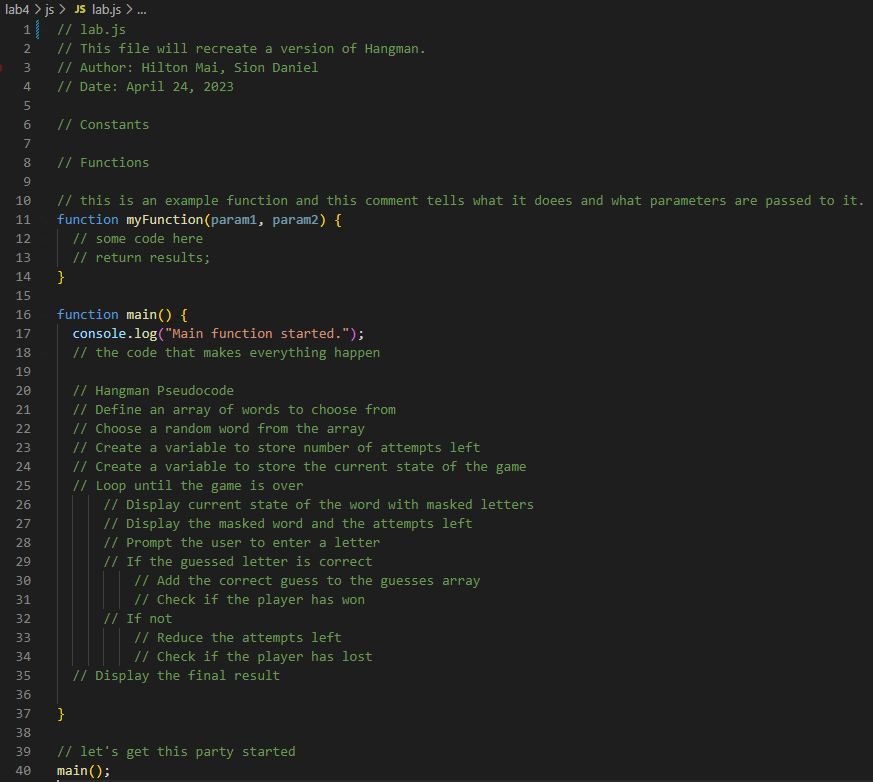 lab4 > js > JS lab.js > ...
1 // lab.js
2 // This file will recreate a version of Hangman.
3 // Author: Hilton Mai, Sion Daniel
4 // Date: April 24, 2023
5
6 // Constants
7
8 // Functions
9
10 // this is an example function and this comment tells what it doees and what parameters are passed to it.
11 function myFunction(param1, param2) {
12 // some code here
13 // return results;
14 }
15
16 function main() {
17 console.log("Main function started.");
18 // the code that makes everything happen
19
20 // Hangman Pseudocode
21 // Define an array of words to choose from
22 // Choose a random word from the array
23 // Create a variable to store number of attempts left
24 // Create a variable to store the current state of the game
25 // Loop until the game is over
26 // Display current state of the word with masked letters
27 // Display the masked word and the attempts left
28 // Prompt the user to enter a letter
29 // If the guessed letter is correct
30 // Add the correct guess to the guesses array
31 // Check if the player has won
32 // If not
33 // Reduce the attempts left
34 // Check if the player has lost
35 // Display the final result
36
37 }
38
39 // let's get this party started
40 main();